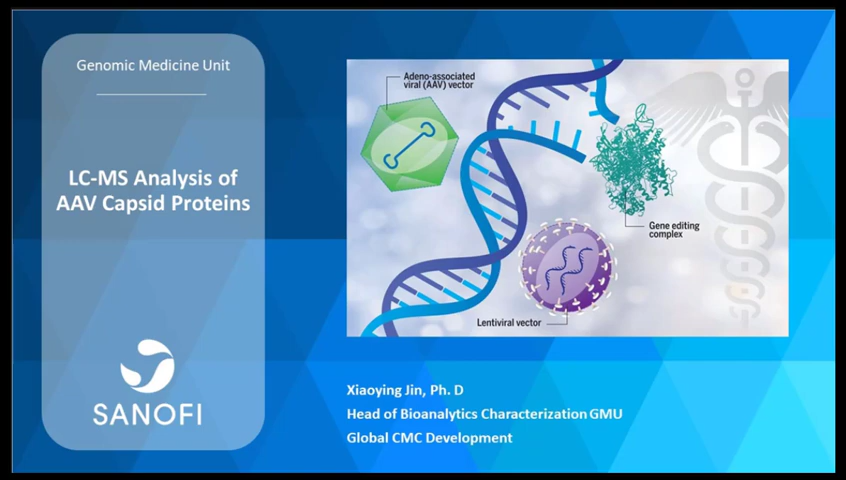 Genomic Medicine Unit
LC-MS Analysis of
AAV Capsid Proteins
SANOFI
Adeno-associated
viral (AAV) vector
Gene editing
complex
Lentiviral vector
Xiaoying Jin, Ph. D
Head of Bioanalytics Characterization GMU
Global CMC Development